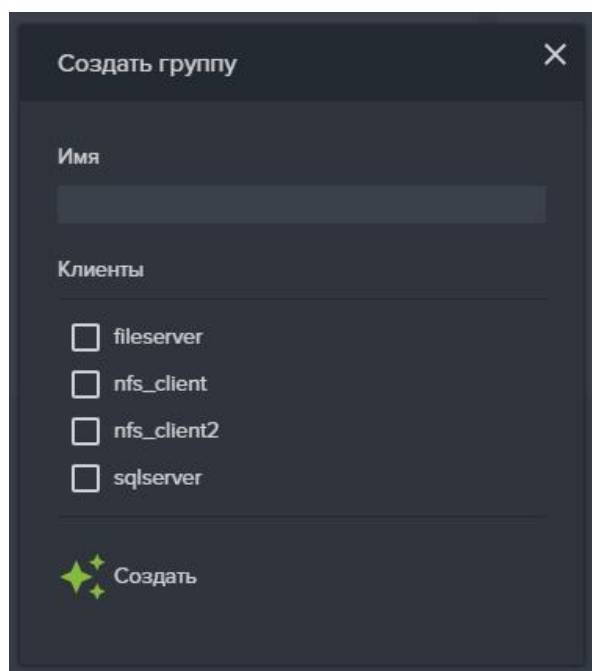 Создать группу
Имя
Клиенты
fileserver
nfs_client
nfs_client2
sqlserver
Создать